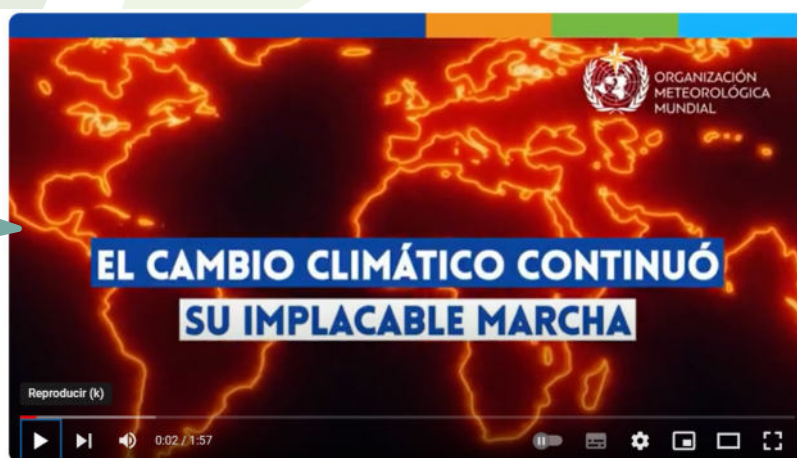 ORGANIZACIÓN
METEOROLÓGICA
MUNDIAL
EL CAMBIO CLIMÁTICO CONTINUÓ
SU IMPLACABLE MARCHA
Reproducir (k)
0:02 / 1:57